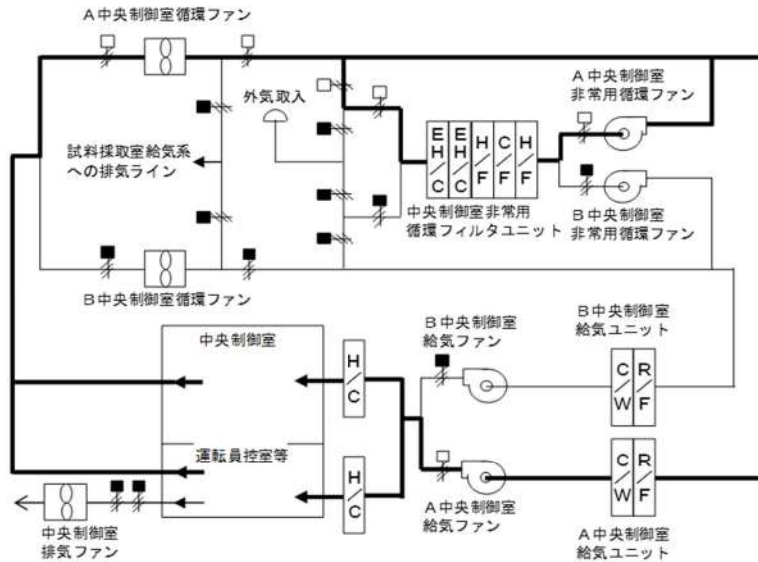 A中央制御室循環ファン
外気取入
A中央制御室
非常用循環ファン
試料採取室給気系
への排気ライン
EH/C
EH/C
H/F
C/F
H/F
中央制御室非常用
循環フィルタユニット
B中央制御室
非常用循環ファン
B中央制御室循環ファン
中央制御室
H/C
B中央制御室
給気ファン
B中央制御室
給気ユニット
C/W
R/F
運転員控室等
H/C
A中央制御室
給気ファン
C/W
R/F
A中央制御室
給気ユニット
中央制御室
排気ファン